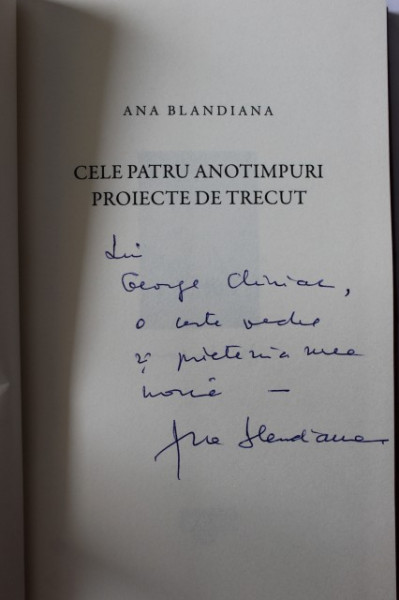 ANA BLANDIANA
CELE PATRU ANOTIMPURI
PROIECTE DE TRECUT
Lui
George
o carte veche
și prietenia mea
nouă —
Ana Blandiana